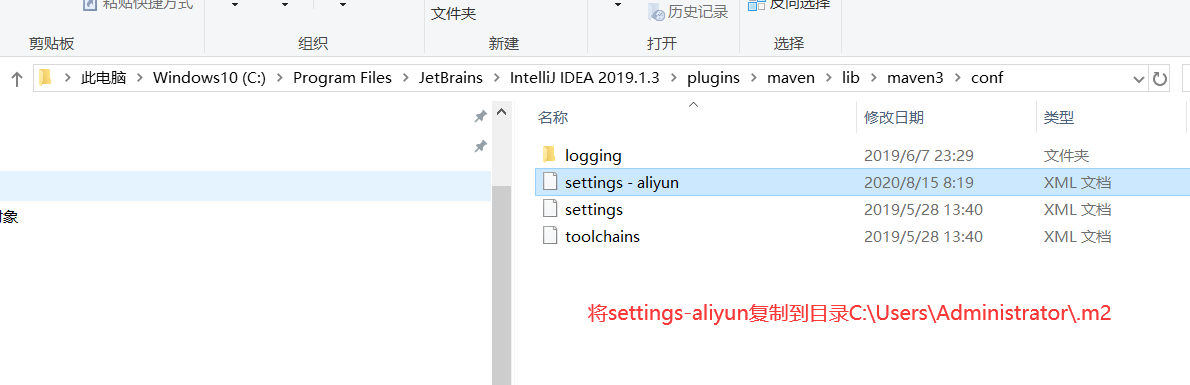 粘贴快捷方式
文件夹
历史记录
反向选择
剪贴板
组织
新建
打开
选择
此电脑 Windows10 (C:) Program Files JetBrains IntelliJ IDEA 2019.1.3 plugins maven lib maven3 conf
名称 修改日期 类型
logging 2019/6/7 23:29 文件夹
settings - aliyun 2020/8/15 8:19 XML 文档
settings 2019/5/28 13:40 XML 文档
对象
toolchains 2019/5/28 13:40 XML 文档
将settings-aliyun复制到目录C:\Users\Administrator\.m2